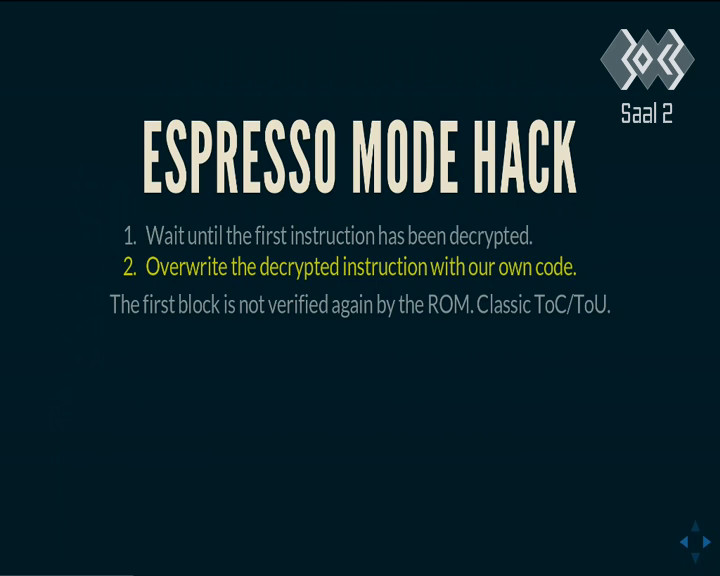 Saal 2
ESPRESSO MODE HACK
1. Wait until the first instruction has been decrypted.
2. Overwrite the decrypted instruction with our own code.
The first block is not verified again by the ROM. Classic ToC/ToU.